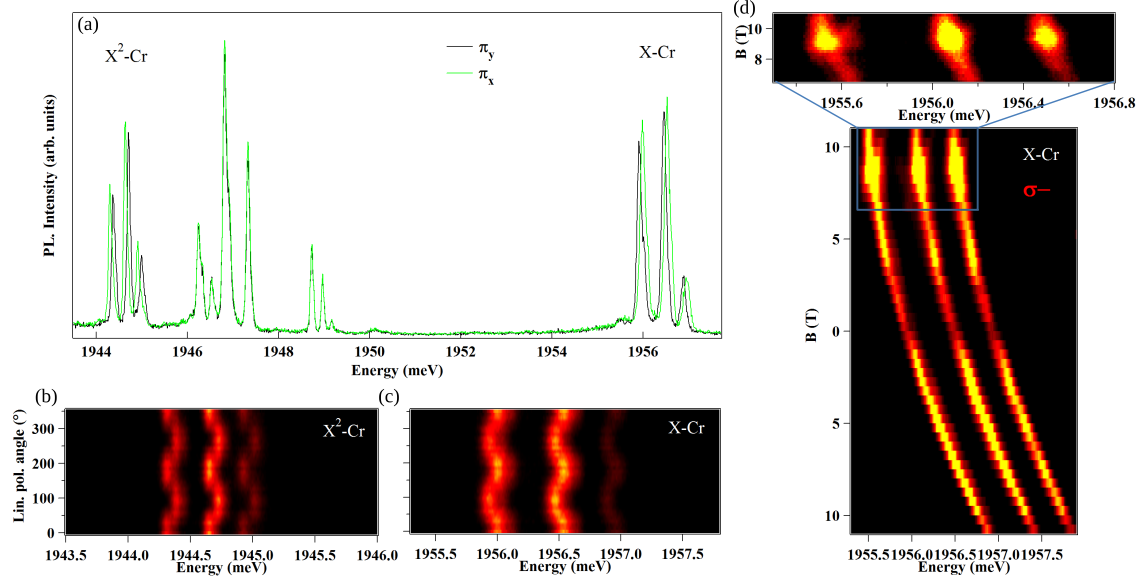 (a)
X²-Cr
π_y
π_x
X-Cr
PL. Intensity (arb. units)
1944 1946 1948 1950 1952 1954 1956
Energy (meV)
(b)
X²-Cr
Lin. pol. angle (°)
300
200
100
0
1943.5 1944.0 1944.5 1945.0 1945.5 1946.0
Energy (meV)
(c)
X-Cr
1955.5 1956.0 1956.5 1957.0 1957.5
Energy (meV)
(d)
B (T)
10
8
1955.6 1956.0 1956.4 1956.8
Energy (meV)
X-Cr
σ−
B (T)
10
5
0
5
10
1955.5 1956.0 1956.5 1957.0 1957.5
Energy (meV)